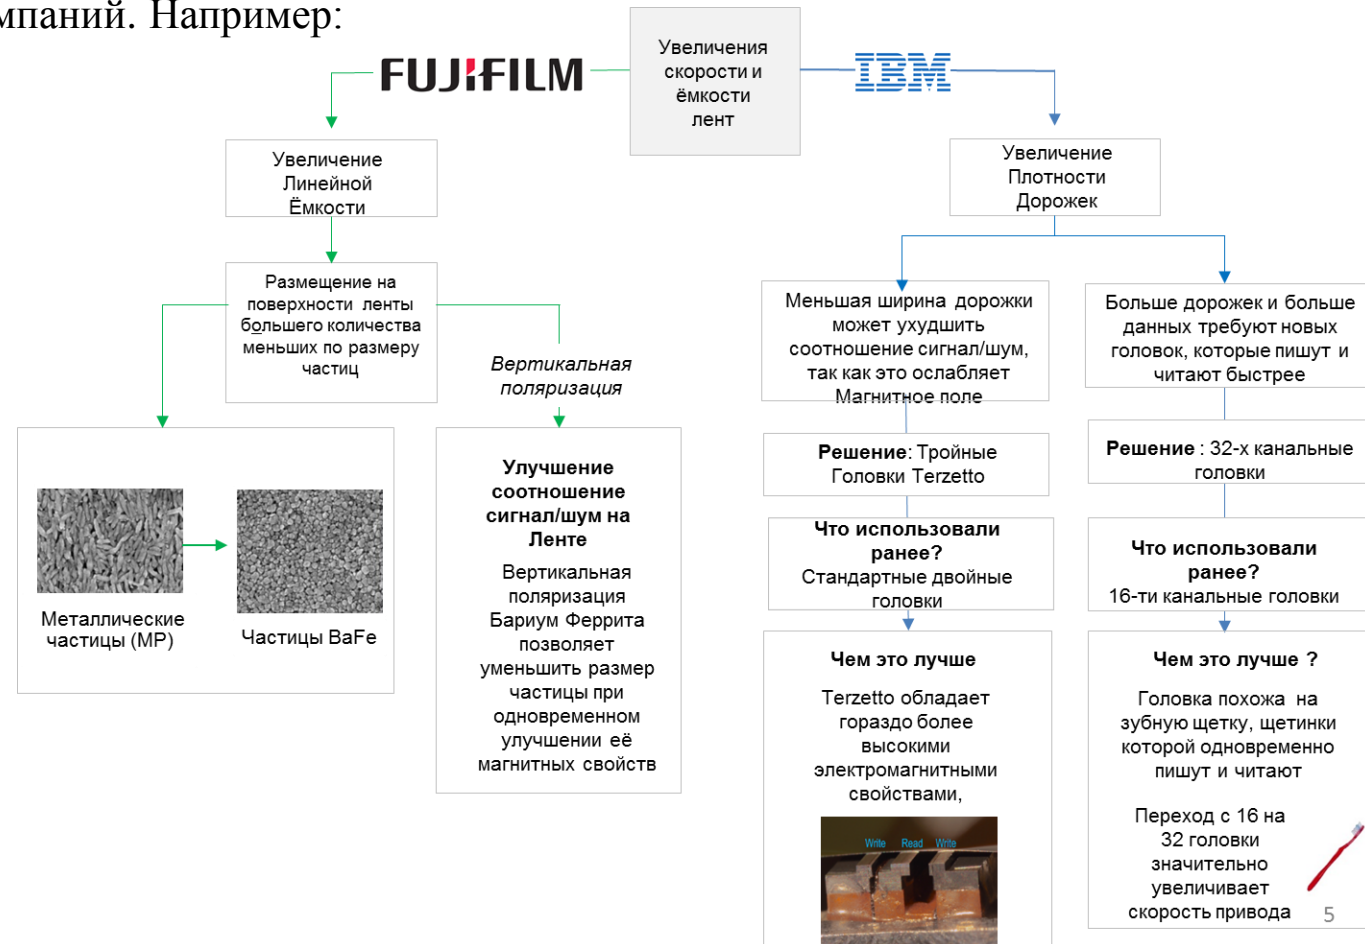 мпаний. Например:
FUJIFILM
Увеличения
скорости и
ёмкости
лент
IBM
Увеличение
Линейной
Ёмкости
Размещение на
поверхности ленты
большего количества
меньших по размеру
частиц
Вертикальная
поляризация
Металлические
частицы (MP)
Частицы BaFe
Улучшение
соотношение
сигнал/шум на
Ленте
Вертикальная
поляризация
Бариум Феррита
позволяет
уменьшить размер
частицы при
одновременном
улучшении её
магнитных свойств
Увеличение
Плотности
Дорожек
Меньшая ширина дорожки
может ухудшить
соотношение сигнал/шум,
так как это ослабляет
Магнитное поле
Решение: Тройные
Головки Terzetto
Что использовали
ранее?
Стандартные двойные
головки
Чем это лучше
Terzetto обладает
гораздо более
высокими
электромагнитными
свойствами,
Write Read Write
Больше дорожек и больше
данных требуют новых
головок, которые пишут и
читают быстрее
Решение : 32-х канальные
головки
Что использовали
ранее?
16-ти канальные головки
Чем это лучше ?
Головка похожа на
зубную щетку, щетинки
которой одновременно
пишут и читают
Переход с 16 на
32 головки
значительно
увеличивает
скорость привода
5